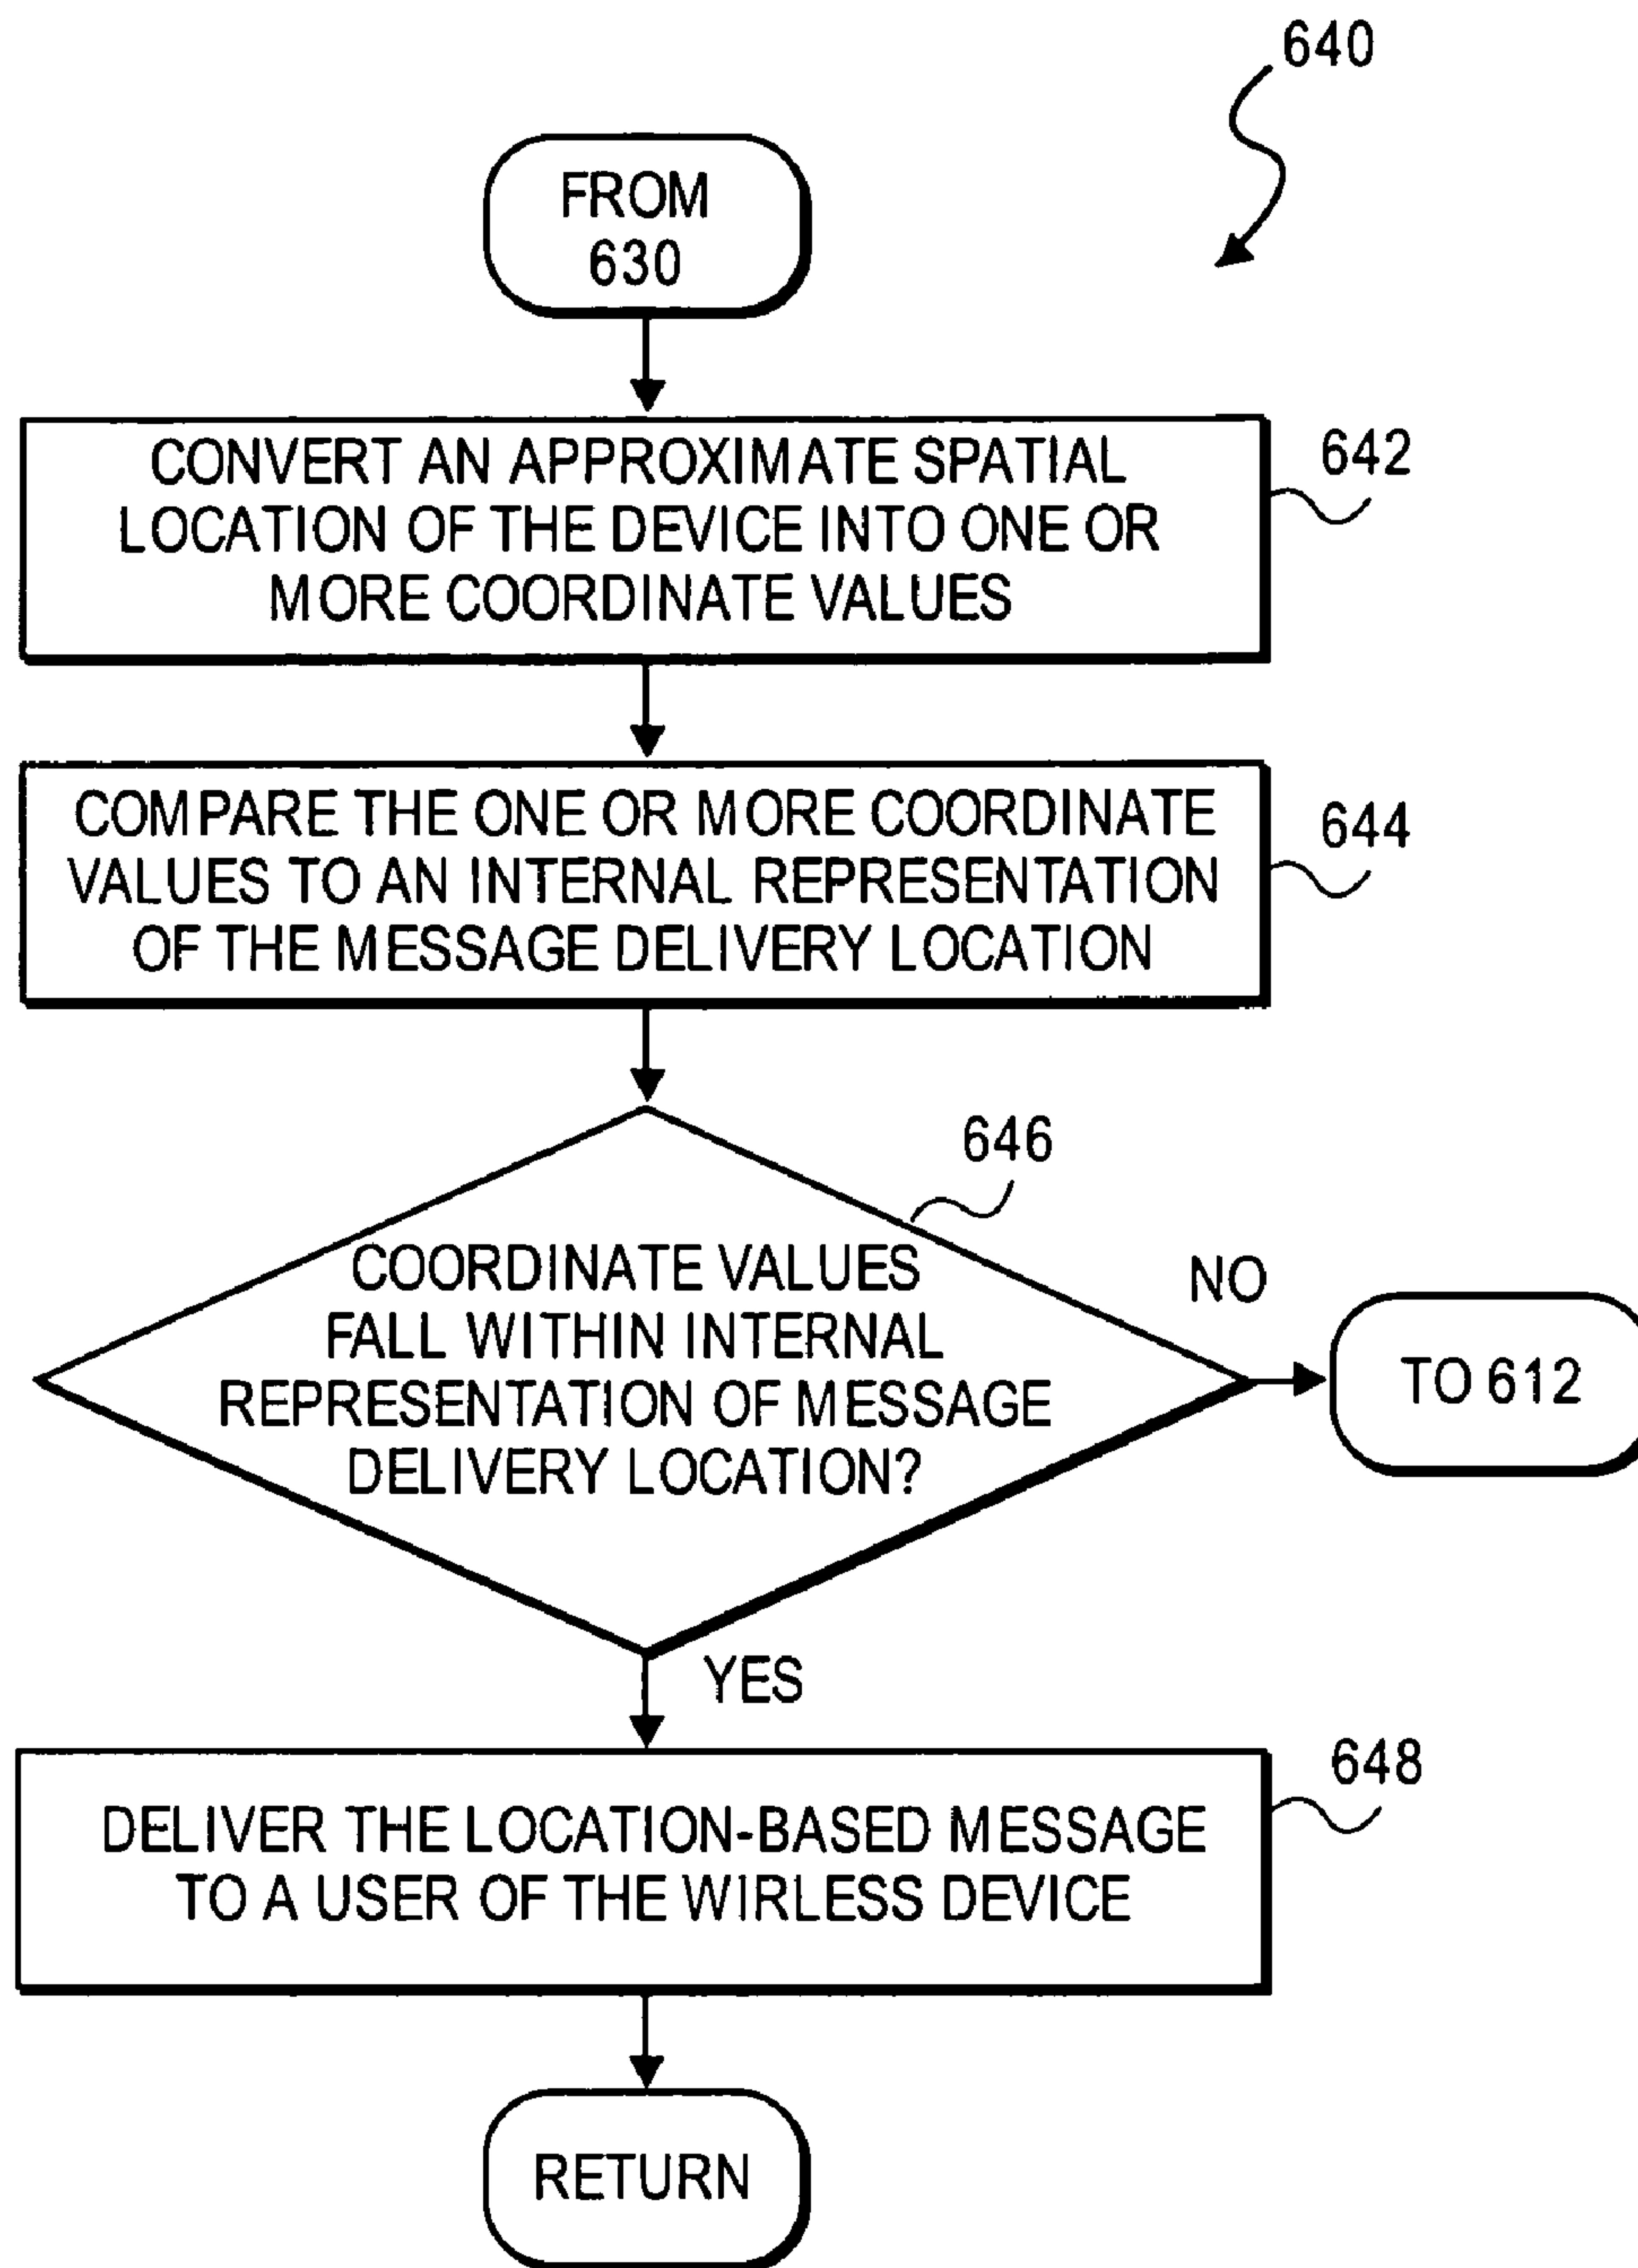 640
FROM
630
CONVERT AN APPROXIMATE SPATIAL
LOCATION OF THE DEVICE INTO ONE OR
MORE COORDINATE VALUES
642
COMPARE THE ONE OR MORE COORDINATE
VALUES TO AN INTERNAL REPRESENTATION
OF THE MESSAGE DELIVERY LOCATION
644
646
COORDINATE VALUES
FALL WITHIN INTERNAL
REPRESENTATION OF MESSAGE
DELIVERY LOCATION?
NO
TO 612
YES
648
DELIVER THE LOCATION-BASED MESSAGE
TO A USER OF THE WIRLESS DEVICE
RETURN